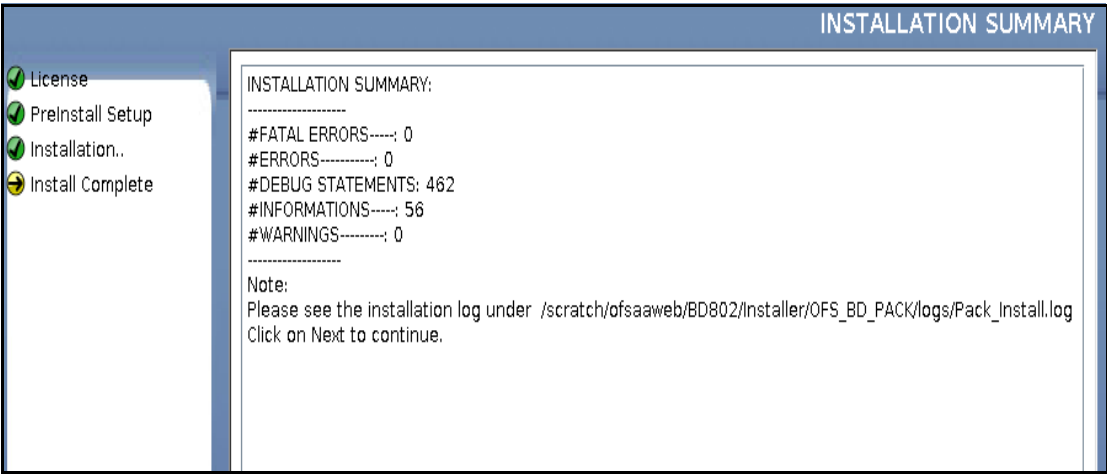 INSTALLATION SUMMARY
License
PreInstall Setup
Installation..
Install Complete
INSTALLATION SUMMARY:
--------------------
#FATAL ERRORS-----: 0
#ERRORS-----------: 0
#DEBUG STATEMENTS: 462
#INFORMATIONS-----: 56
#WARNINGS---------: 0
-------------------
Note:
Please see the installation log under  /scratch/ofsaaweb/BD802/Installer/OFS_BD_PACK/logs/Pack_Install.log
Click on Next to continue.